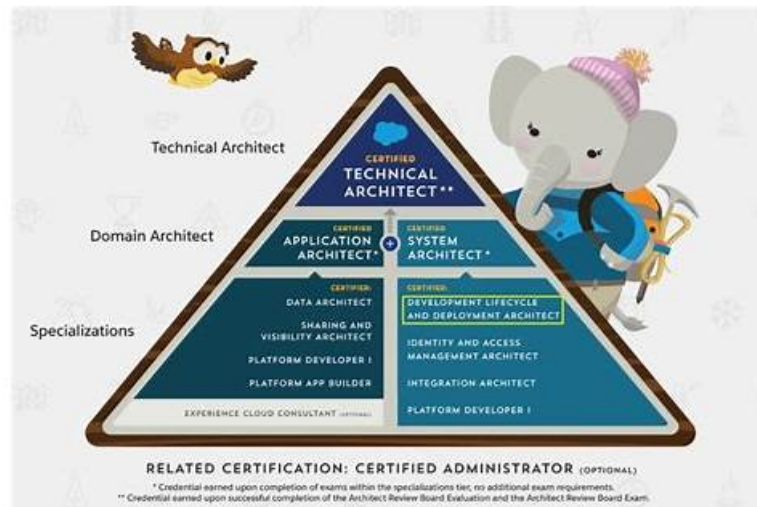 Technical Architect
CERTIFIED
TECHNICAL
ARCHITECT**
Domain Architect
CERTIFIED
APPLICATION
ARCHITECT*
+
CERTIFIED
SYSTEM
ARCHITECT*
Specializations
CERTIFIED:
DATA ARCHITECT
SHARING AND
VISIBILITY ARCHITECT
PLATFORM DEVELOPER I
PLATFORM APP BUILDER
EXPERIENCE CLOUD CONSULTANT (OPTIONAL)
CERTIFIED:
DEVELOPMENT LIFECYCLE
AND DEPLOYMENT ARCHITECT
IDENTITY AND ACCESS
MANAGEMENT ARCHITECT
INTEGRATION ARCHITECT
PLATFORM DEVELOPER I
RELATED CERTIFICATION: CERTIFIED ADMINISTRATOR (OPTIONAL)
* Credential earned upon completion of exams within the specializations tier, no additional exam requirements.
** Credential earned upon successful completion of the Architect Review Board Evaluation and the Architect Review Board Exam.